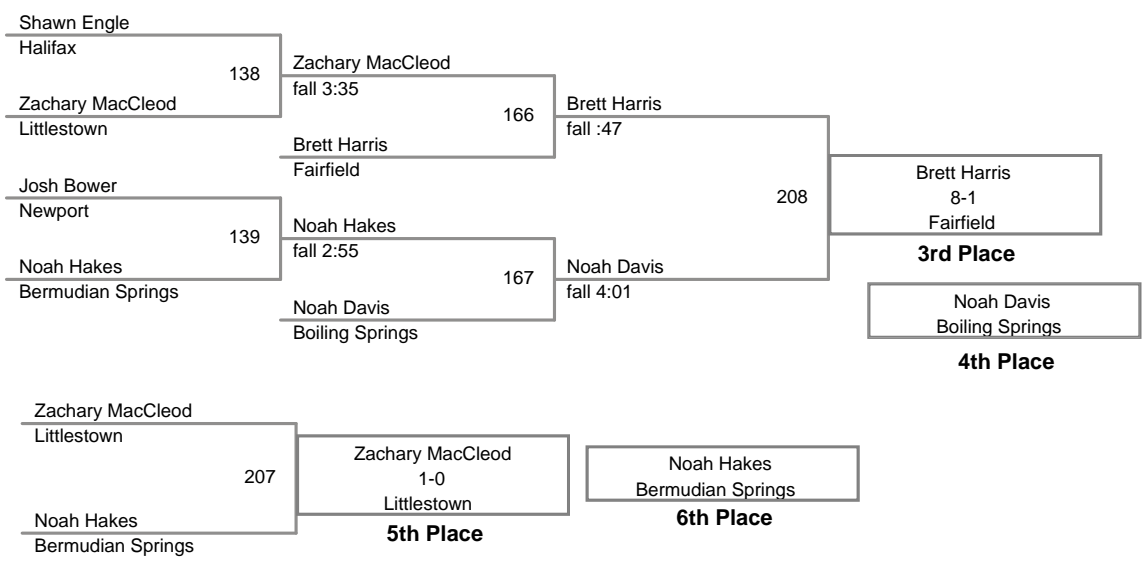 Shawn Engle
Halifax
138
Zachary MacCleod
fall 3:35
Zachary MacCleod
Littlestown
166
Brett Harris
fall :47
Brett Harris
Fairfield
Josh Bower
Newport
139
Noah Hakes
fall 2:55
Noah Hakes
Bermudian Springs
167
Noah Davis
fall 4:01
Noah Davis
Boiling Springs
208
Brett Harris
8-1
Fairfield
3rd Place
Noah Davis
Boiling Springs
4th Place
Zachary MacCleod
Littlestown
207
Noah Hakes
Bermudian Springs
Zachary MacCleod
1-0
Littlestown
5th Place
Noah Hakes
Bermudian Springs
6th Place